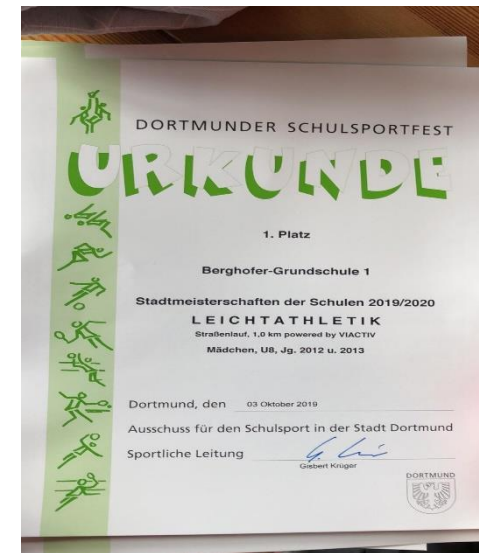 DORTMUNDER SCHULSPORTFEST
URKUNDE
1. Platz
Berghofer-Grundschule 1
Stadtmeisterschaften der Schulen 2019/2020
LEICHTATHLETIK
Straßenlauf, 1,0 km powered by VIACTIV
Mädchen, U8, Jg. 2012 u. 2013
Dortmund, den 03 Oktober 2019
Ausschuss für den Schulsport in der Stadt Dortmund
Sportliche Leitung
Gisbert Krüger
DORTMUND